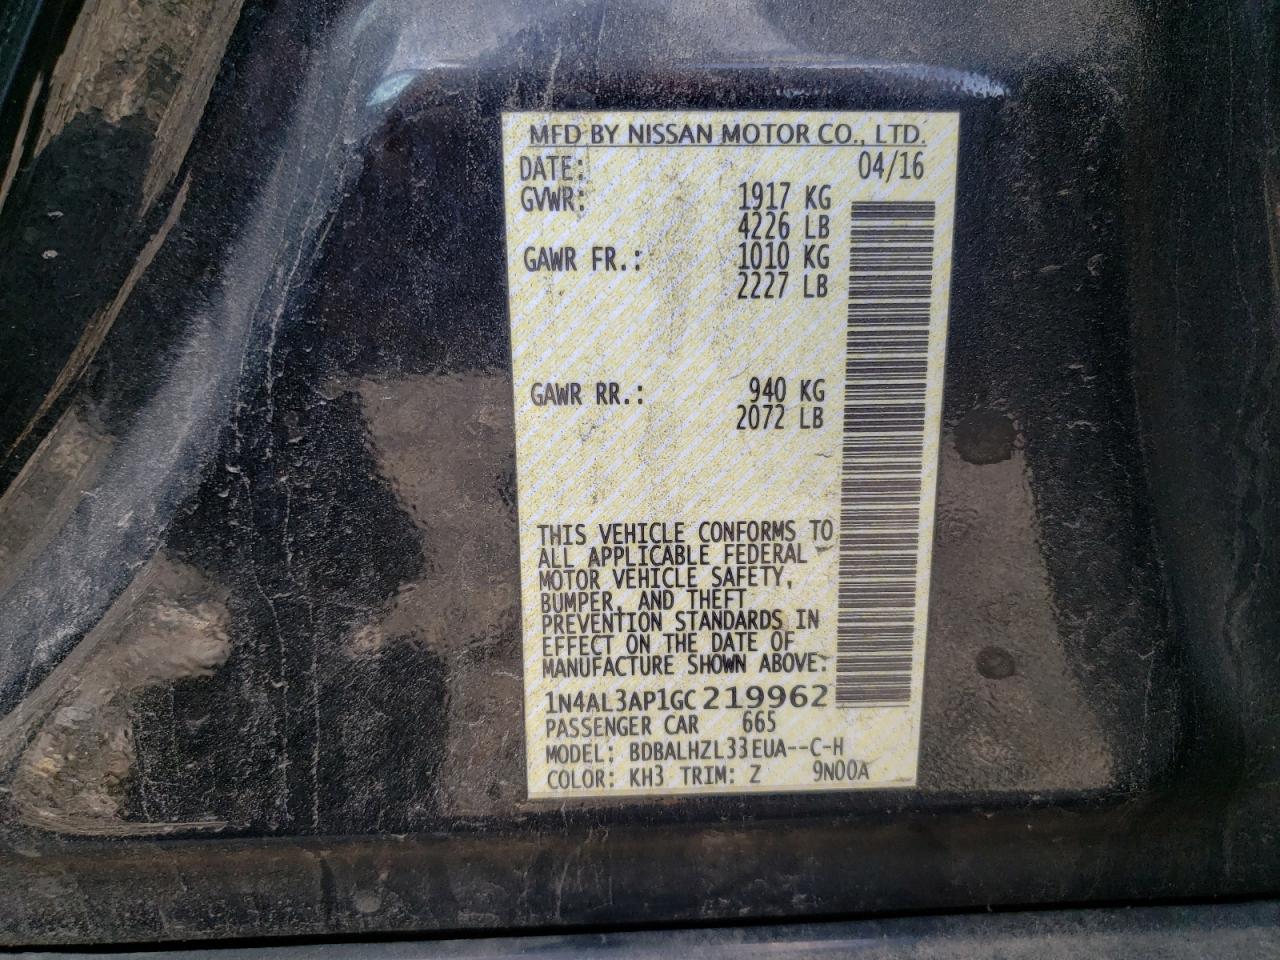 MFD BY NISSAN MOTOR CO., LTD.
DATE: 04/16
GVWR: 1917 KG
4226 LB
GAWR FR.: 1010 KG
2227 LB
GAWR RR.: 940 KG
2072 LB
THIS VEHICLE CONFORMS TO
ALL APPLICABLE FEDERAL
MOTOR VEHICLE SAFETY,
BUMPER, AND THEFT
PREVENTION STANDARDS IN
EFFECT ON THE DATE OF
MANUFACTURE SHOWN ABOVE.
1N4AL3AP1GC219962
PASSENGER CAR 665
MODEL: BDBALHZL33EUA--C-H
COLOR: KH3 TRIM: Z 9N00A